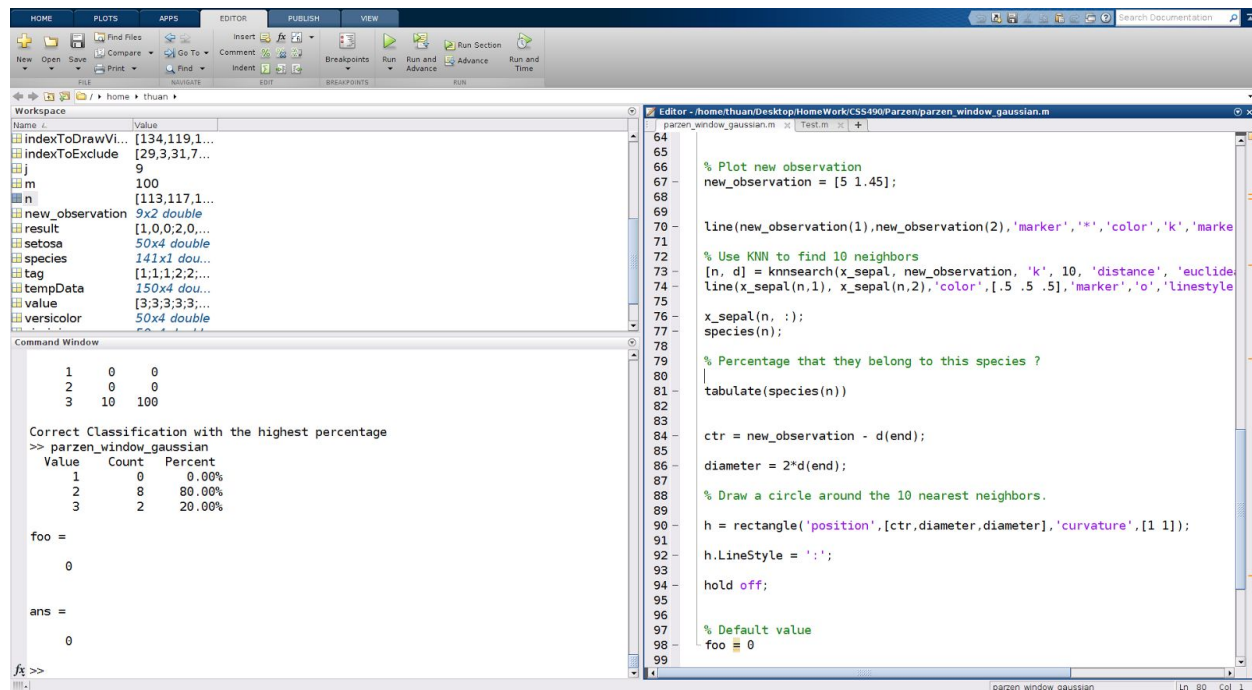 HOME PLOTS APPS EDITOR PUBLISH VIEW
Search Documentation
New Open Save
Find Files
Compare
Print
Go To
Find
Insert
Comment
Indent
Breakpoints
Run
Run and Advance
Run Section
Advance
Run and Time
FILE NAVIGATE EDIT BREAKPOINTS RUN
/ home thuan
Workspace
Name Value
indexToDrawVi... [134,119,1...
indexToExclude [29,3,31,7...
j 9
m 100
n [113,117,1...
new_observation 9x2 double
result [1,0,0;2,0,...
setosa 50x4 double
species 141x1 dou...
tag [1;1;1;2;2;...
tempData 150x4 dou...
value [3;3;3;3;3;...
versicolor 50x4 double
Command Window
1 0 0
2 0 0
3 10 100
Correct Classification with the highest percentage
>> parzen_window_gaussian
Value Count Percent
1 0 0.00%
2 8 80.00%
3 2 20.00%
foo =
0
ans =
0
fx >>
Editor - /home/thuan/Desktop/HomeWork/CSS490/Parzen/parzen_window_gaussian.m
parzen_window_gaussian.m Test.m +
64
65
66 % Plot new observation
67 - new_observation = [5 1.45];
68
69
70 - line(new_observation(1),new_observation(2),'marker','*','color','k','marke
71
72 % Use KNN to find 10 neighbors
73 - [n, d] = knnsearch(x_sepal, new_observation, 'k', 10, 'distance', 'euclide
74 - line(x_sepal(n,1), x_sepal(n,2),'color',[.5 .5 .5],'marker','o','linestyle
75
76 - x_sepal(n, :);
77 - species(n);
78
79 % Percentage that they belong to this species ?
80
81 - tabulate(species(n))
82
83
84 - ctr = new_observation - d(end);
85
86 - diameter = 2*d(end);
87
88 % Draw a circle around the 10 nearest neighbors.
89
90 - h = rectangle('position',[ctr,diameter,diameter],'curvature',[1 1]);
91
92 - h.LineStyle = ':';
93
94 - hold off;
95
96
97 % Default value
98 - foo = 0
99
parzen_window_gaussian Ln 80 Col 1